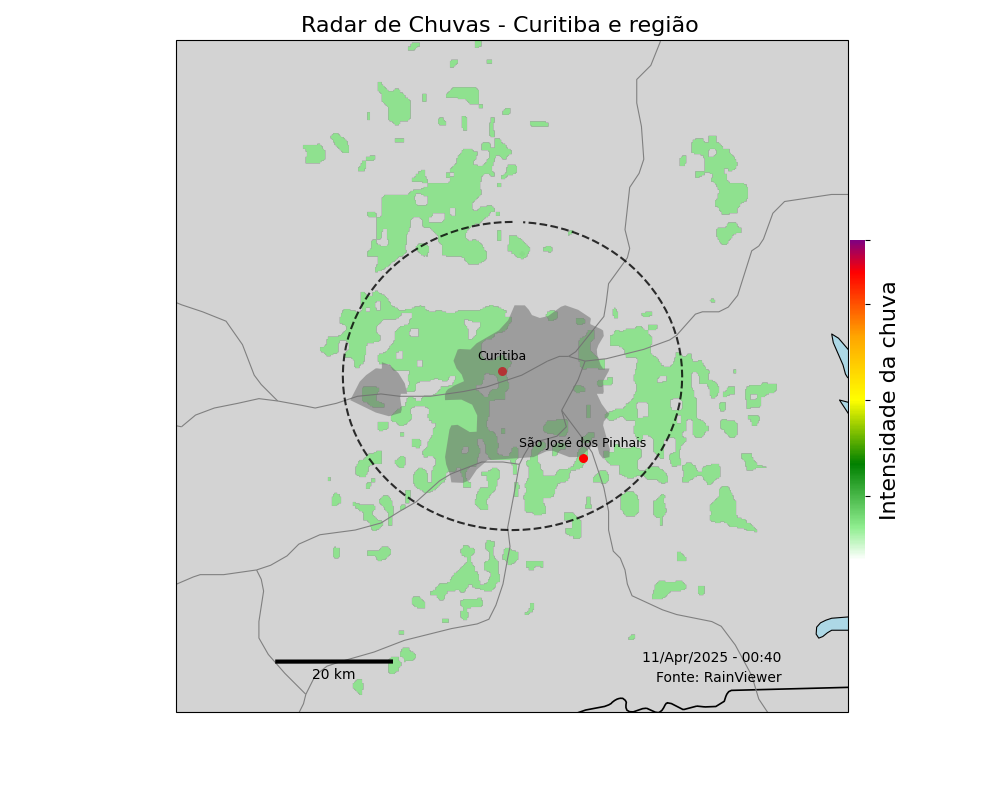 Radar de Chuvas - Curitiba e região
Curitiba
São José dos Pinhais
Intensidade da chuva
11/Apr/2025 - 00:40
20 km
Fonte: RainViewer